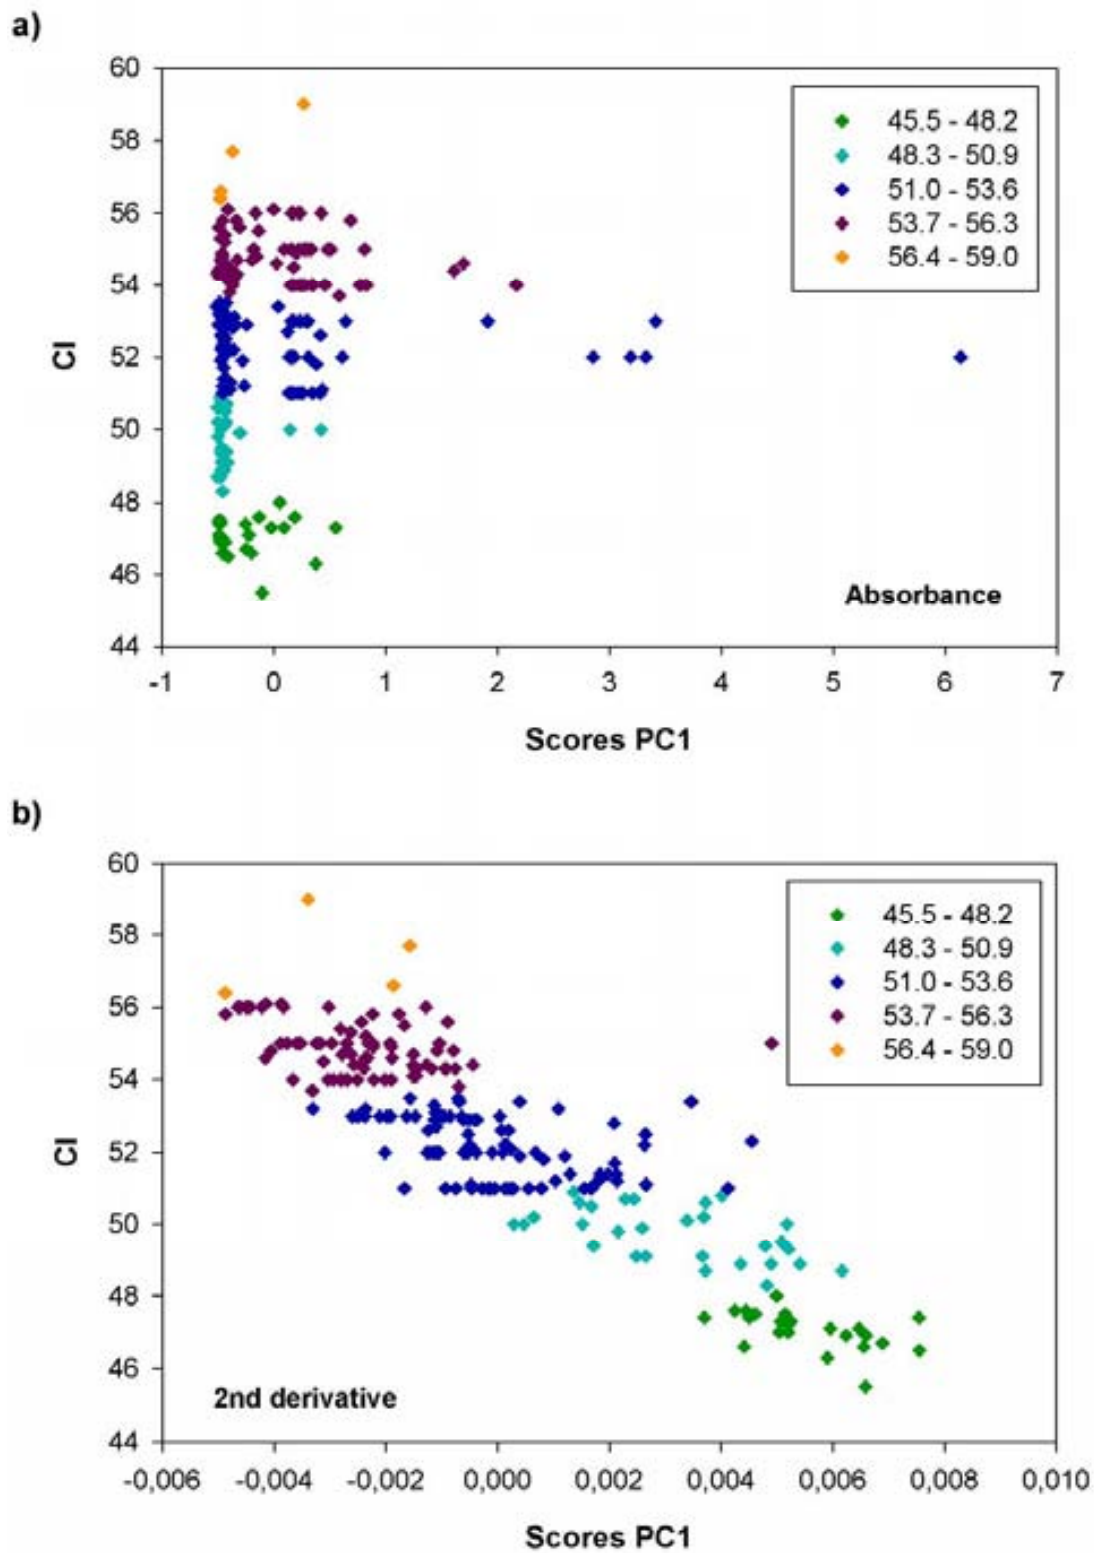 a)
60
58
56
54
52
50
48
46
44
CI
45.5 - 48.2
48.3 - 50.9
51.0 - 53.6
53.7 - 56.3
56.4 - 59.0
Absorbance
-1 0 1 2 3 4 5 6 7
Scores PC1
b)
60
58
56
54
52
50
48
46
44
CI
45.5 - 48.2
48.3 - 50.9
51.0 - 53.6
53.7 - 56.3
56.4 - 59.0
2nd derivative
-0,006 -0,004 -0,002 0,000 0,002 0,004 0,006 0,008 0,010
Scores PC1